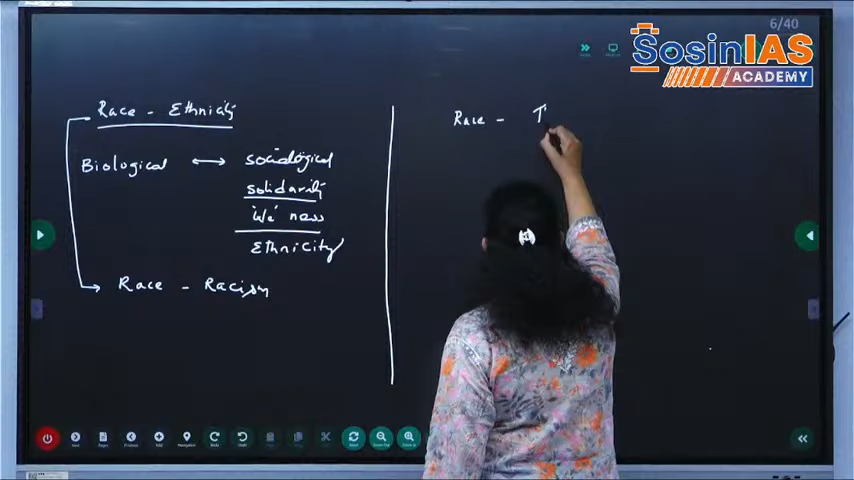 6/40
SosinIAS
ACADEMY
Race - Ethnicity
Biological ↔ sociological
solidarity
'We' ness
Ethnicity
Race - Racism
Race - T